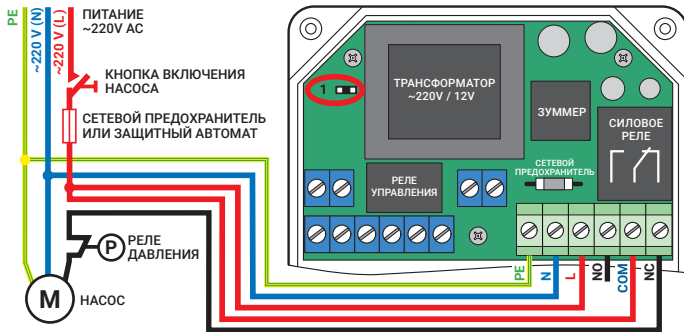 PE
~220 V (N)
~220 V (L)
ПИТАНИЕ
~220V AC
КНОПКА ВКЛЮЧЕНИЯ
НАСОСА
СЕТЕВОЙ ПРЕДОХРАНИТЕЛЬ
ИЛИ ЗАЩИТНЫЙ АВТОМАТ
P
РЕЛЕ
ДАВЛЕНИЯ
M
НАСОС
1
ТРАНСФОРМАТОР
~220V / 12V
ЗУММЕР
СИЛОВОЕ
РЕЛЕ
РЕЛЕ
УПРАВЛЕНИЯ
СЕТЕВОЙ
ПРЕДОХРАНИТЕЛЬ
PE
N
L
NO
COM
NC